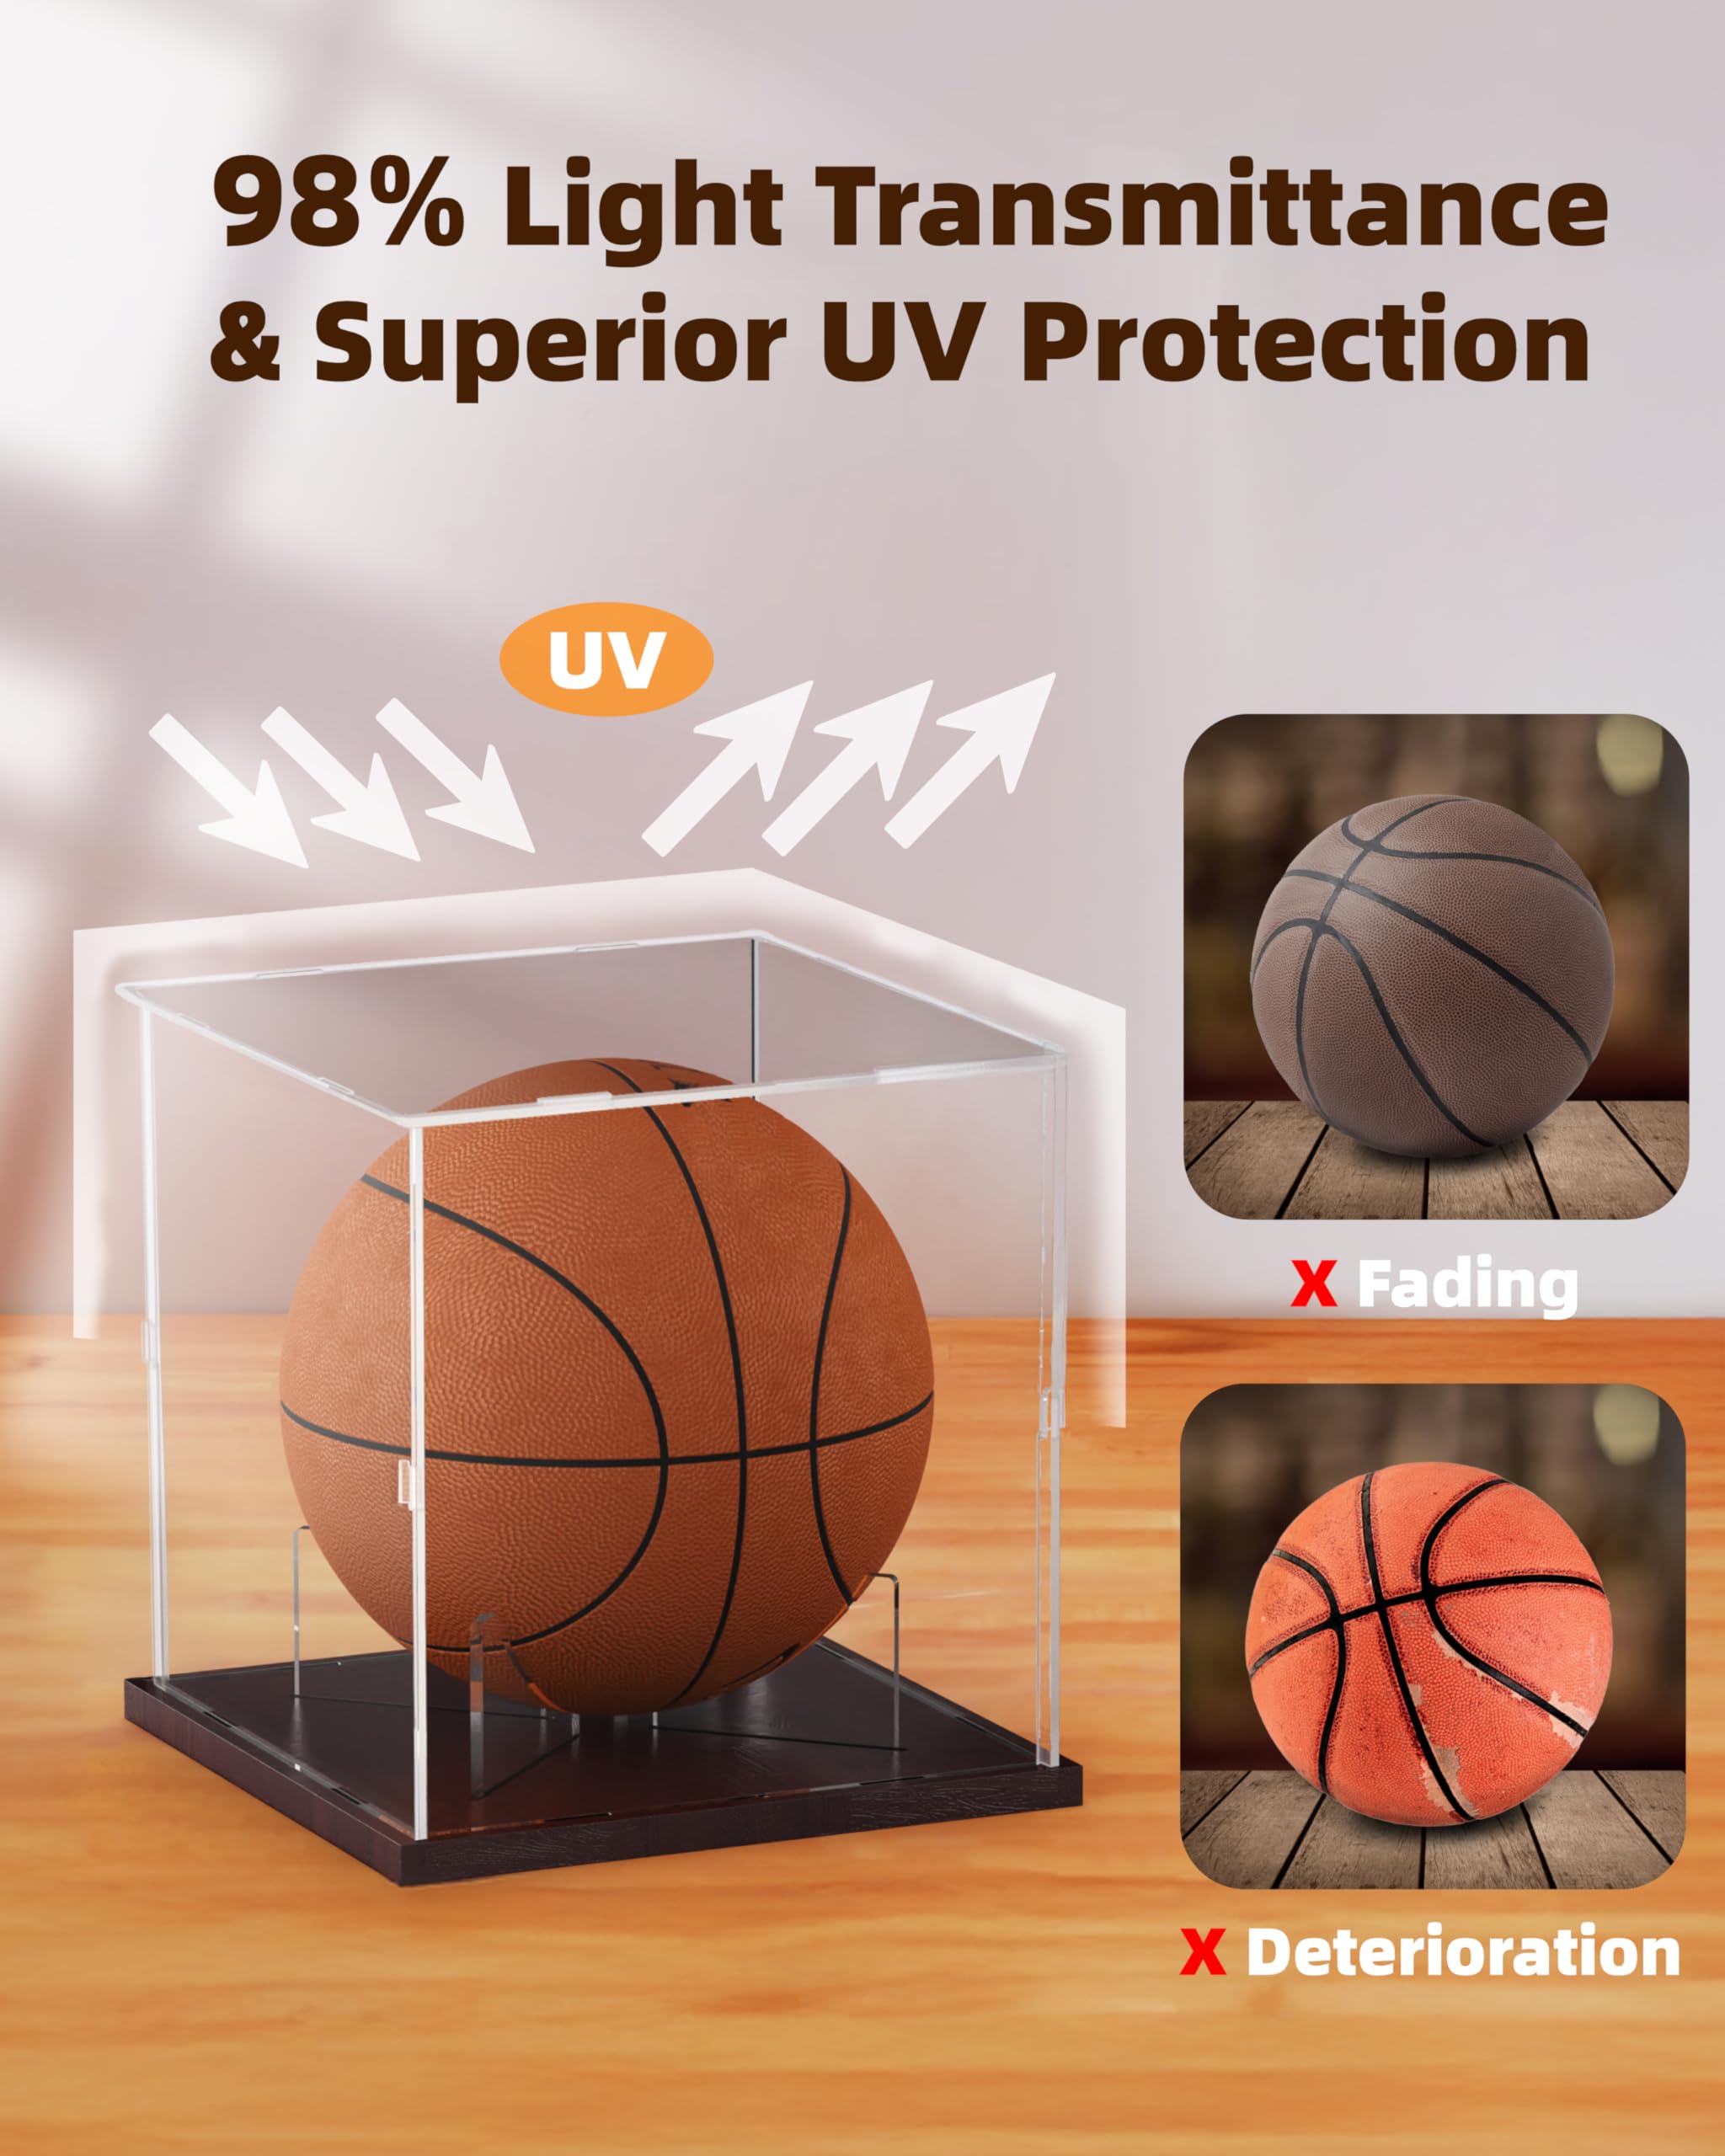 98% Light Transmittance
& Superior UV Protection
UV
X Fading
X Deterioration